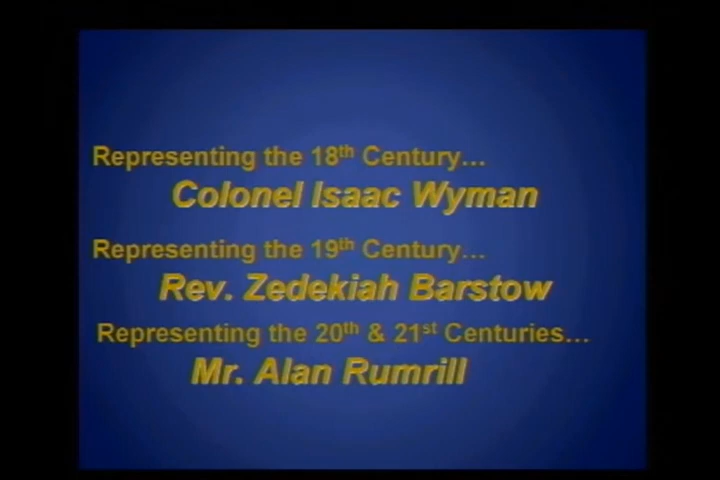 Representing the 18th Century…
Colonel Isaac Wyman
Representing the 19th Century…
Rev. Zedekiah Barstow
Representing the 20th & 21st Centuries…
Mr. Alan Rumrill